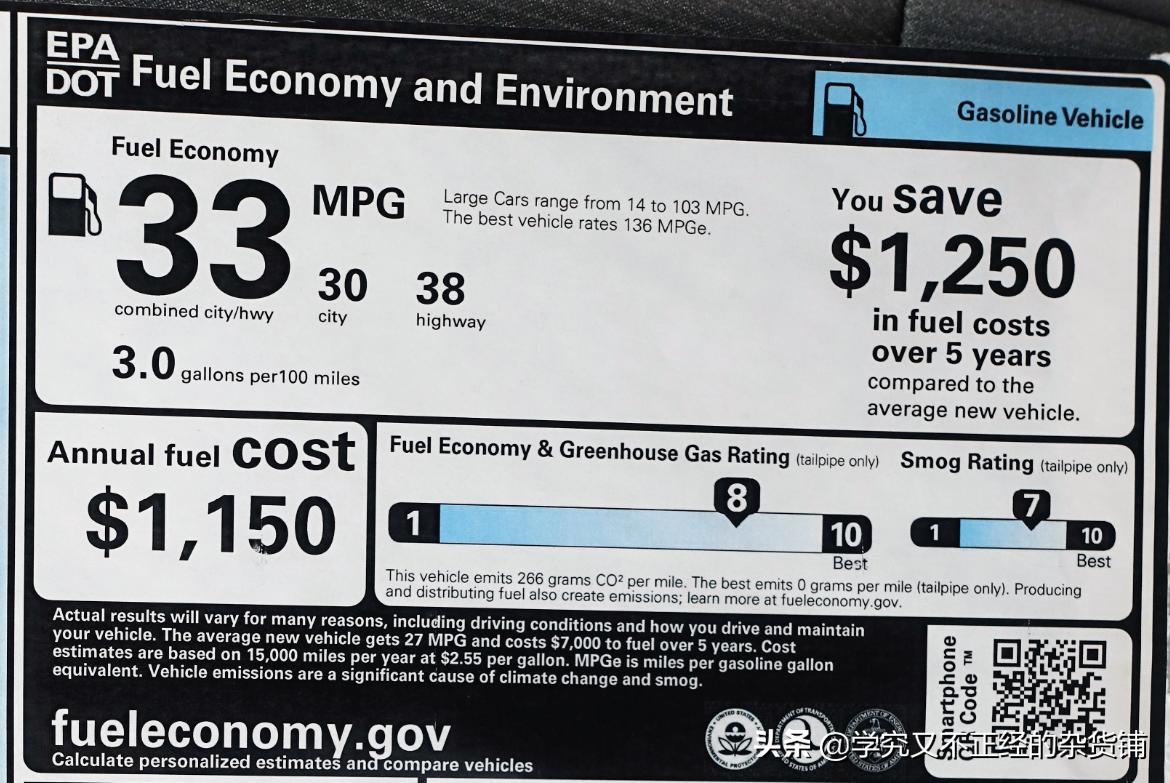 EPA
DOT
Fuel Economy and Environment
Gasoline Vehicle
Fuel Economy
33 MPG
combined city/hwy
30
city
38
highway
3.0 gallons per100 miles
Large Cars range from 14 to 103 MPG.
The best vehicle rates 136 MPGe.
You save
$1,250
in fuel costs
over 5 years
compared to the
average new vehicle.
Annual fuel cost
$1,150
Fuel Economy & Greenhouse Gas Rating (tailpipe only)
1
8
10
Best
Smog Rating (tailpipe only)
1
7
10
Best
This vehicle emits 266 grams CO² per mile. The best emits 0 grams per mile (tailpipe only). Producing
and distributing fuel also create emissions; learn more at fueleconomy.gov.
Actual results will vary for many reasons, including driving conditions and how you drive and maintain
your vehicle. The average new vehicle gets 27 MPG and costs $7,000 to fuel over 5 years. Cost
estimates are based on 15,000 miles per year at $2.55 per gallon. MPGe is miles per gasoline gallon
equivalent. Vehicle emissions are a significant cause of climate change and smog.
fueleconomy.gov
Calculate personalized estimates and compare vehicles
Smartphone
Code™
头条 @学究又不正经的杂货铺